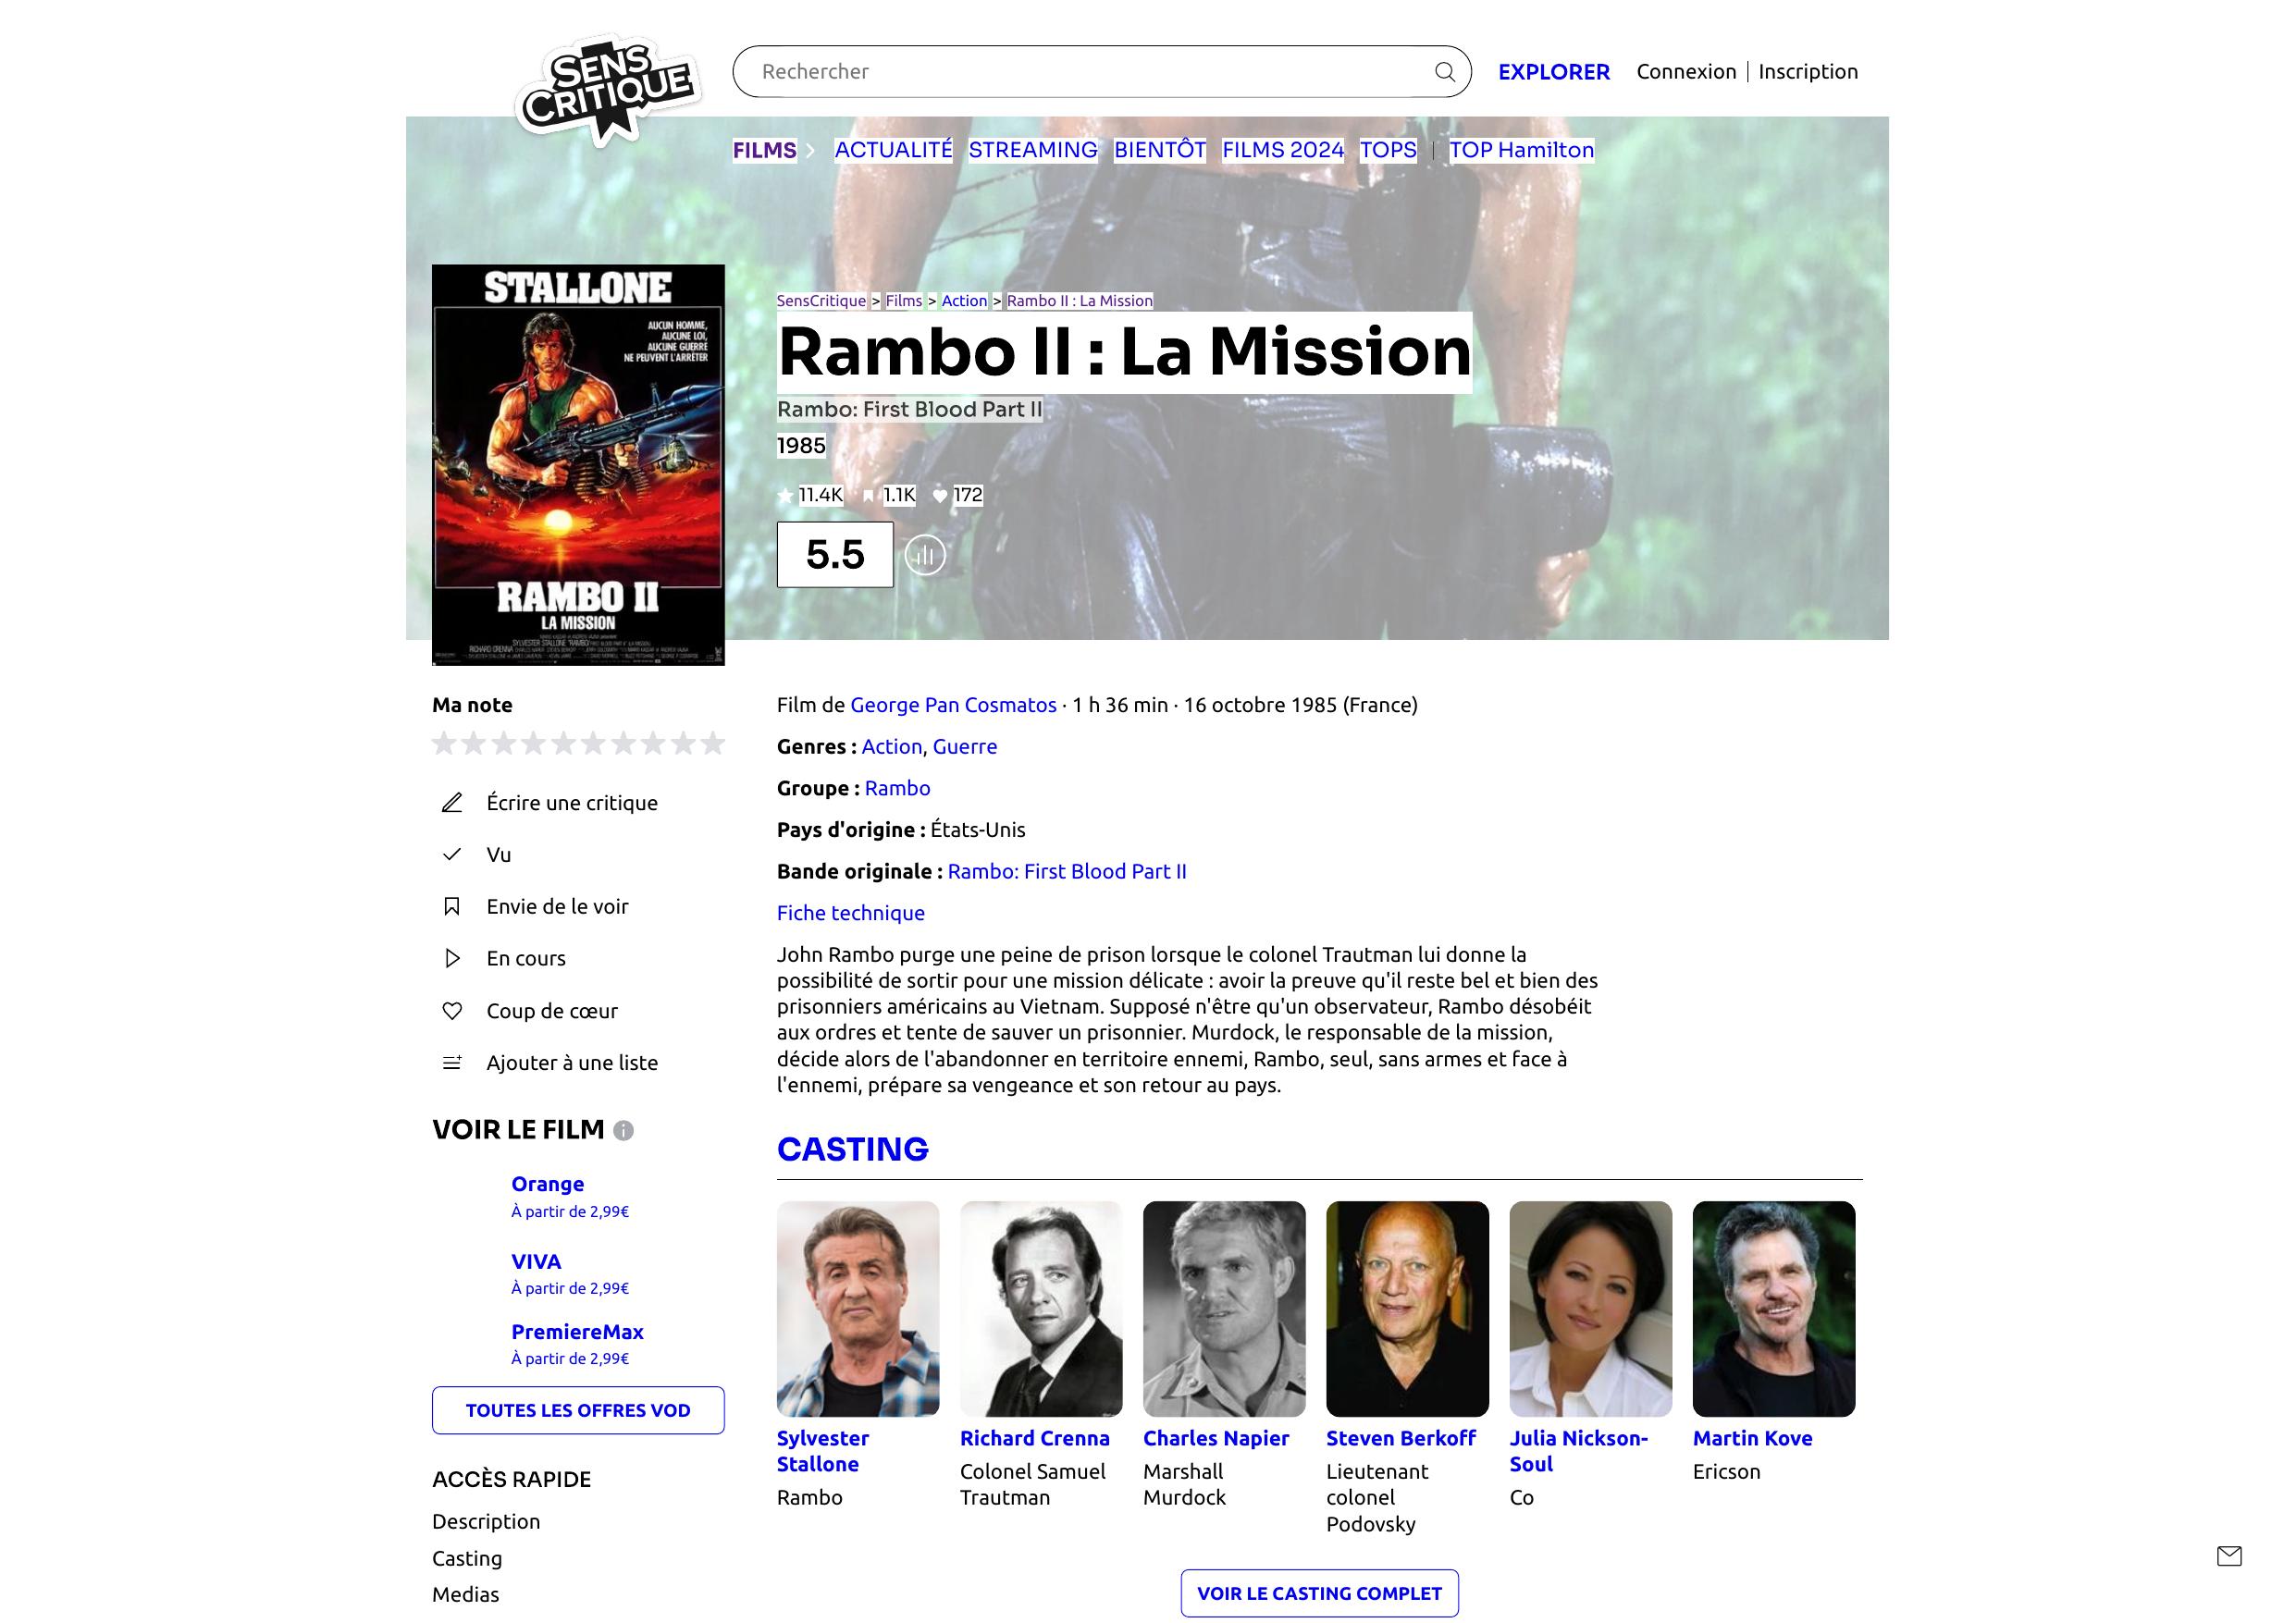 SENS CRITIQUE
Rechercher
EXPLORER
Connexion | Inscription
FILMS ACTUALITÉ STREAMING BIENTÔT FILMS 2024 TOPS | TOP Hamilton
STALLONE
AUCUN HOMME,
AUCUNE LOI,
AUCUNE GUERRE
NE PEUVENT L'ARRÊTER
RAMBO II
LA MISSION
SensCritique > Films > Action > Rambo II : La Mission
Rambo II : La Mission
Rambo: First Blood Part II
1985
11.4K 1.1K 172
5.5
Ma note
Écrire une critique
Vu
Envie de le voir
En cours
Coup de cœur
Ajouter à une liste
VOIR LE FILM
Orange
À partir de 2,99€
VIVA
À partir de 2,99€
PremiereMax
À partir de 2,99€
TOUTES LES OFFRES VOD
ACCÈS RAPIDE
Description
Casting
Medias
Film de George Pan Cosmatos · 1 h 36 min · 16 octobre 1985 (France)
Genres : Action, Guerre
Groupe : Rambo
Pays d'origine : États-Unis
Bande originale : Rambo: First Blood Part II
Fiche technique
John Rambo purge une peine de prison lorsque le colonel Trautman lui donne la
possibilité de sortir pour une mission délicate : avoir la preuve qu'il reste bel et bien des
prisonniers américains au Vietnam. Supposé n'être qu'un observateur, Rambo désobéit
aux ordres et tente de sauver un prisonnier. Murdock, le responsable de la mission,
décide alors de l'abandonner en territoire ennemi, Rambo, seul, sans armes et face à
l'ennemi, prépare sa vengeance et son retour au pays.
CASTING
Sylvester
Stallone
Rambo
Richard Crenna
Colonel Samuel
Trautman
Charles Napier
Marshall
Murdock
Steven Berkoff
Lieutenant
colonel
Podovsky
Julia Nickson-
Soul
Co
Martin Kove
Ericson
VOIR LE CASTING COMPLET